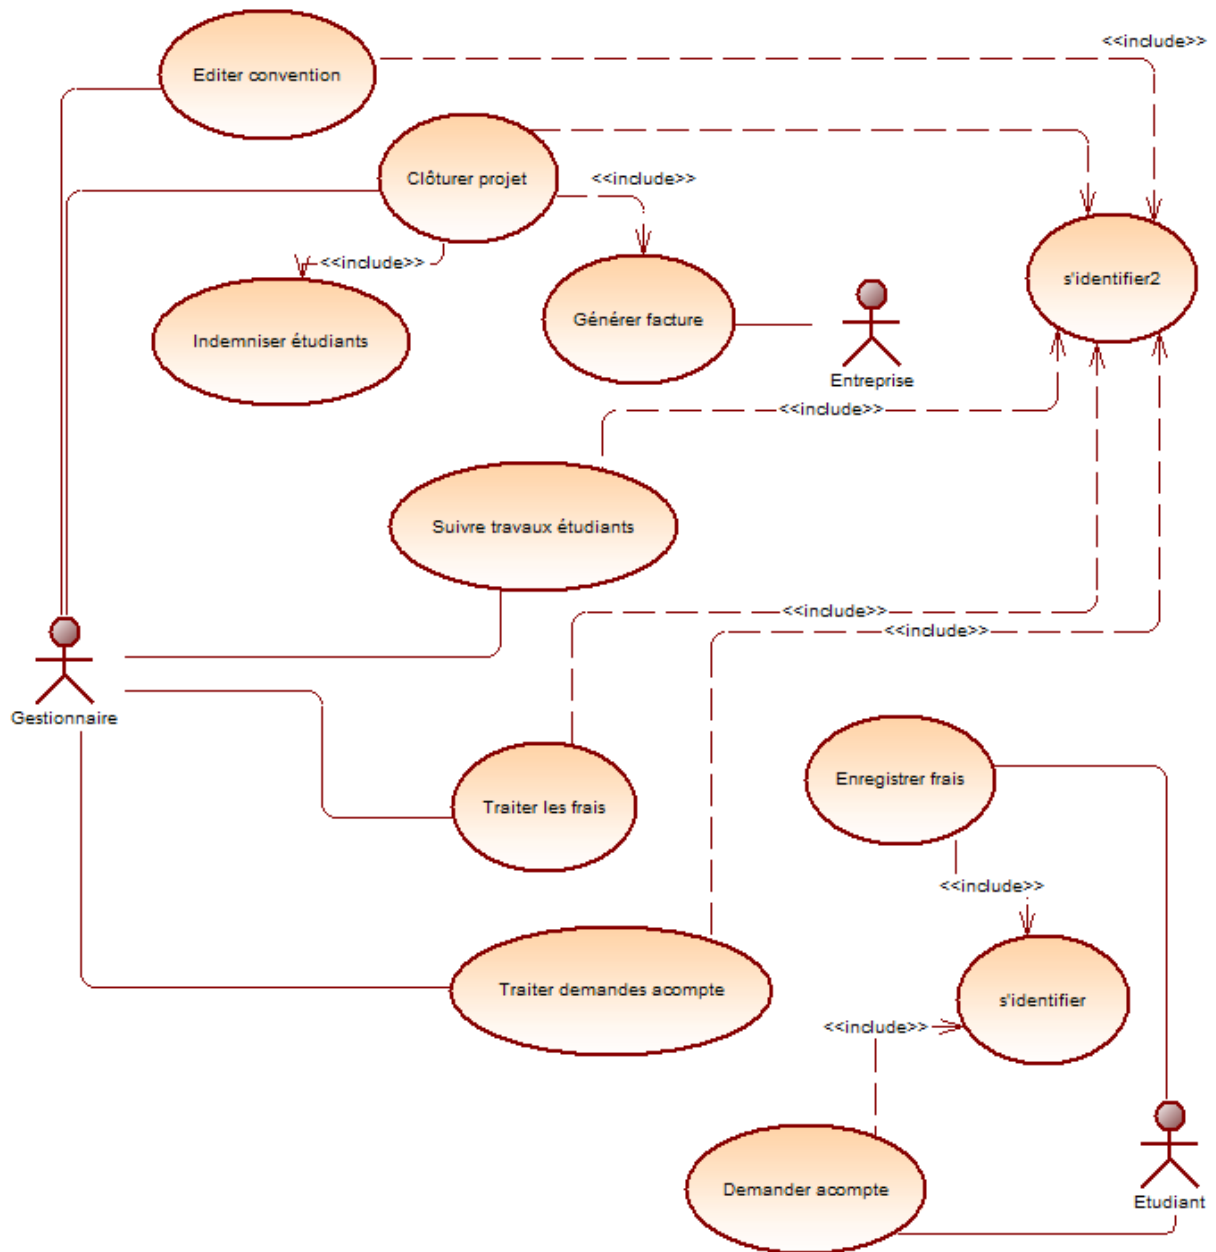 <<include>>
Editer convention
Clôturer projet
<<include>>
<<include>>
s'identifier2
Générer facture
Indemniser étudiants
Entreprise
<<include>>
Suivre travaux étudiants
<<include>>
<<include>>
Gestionnaire
Enregistrer frais
Traiter les frais
<<include>>
Traiter demandes acompte
s'identifier
<<include>>
Demander acompte
Etudiant